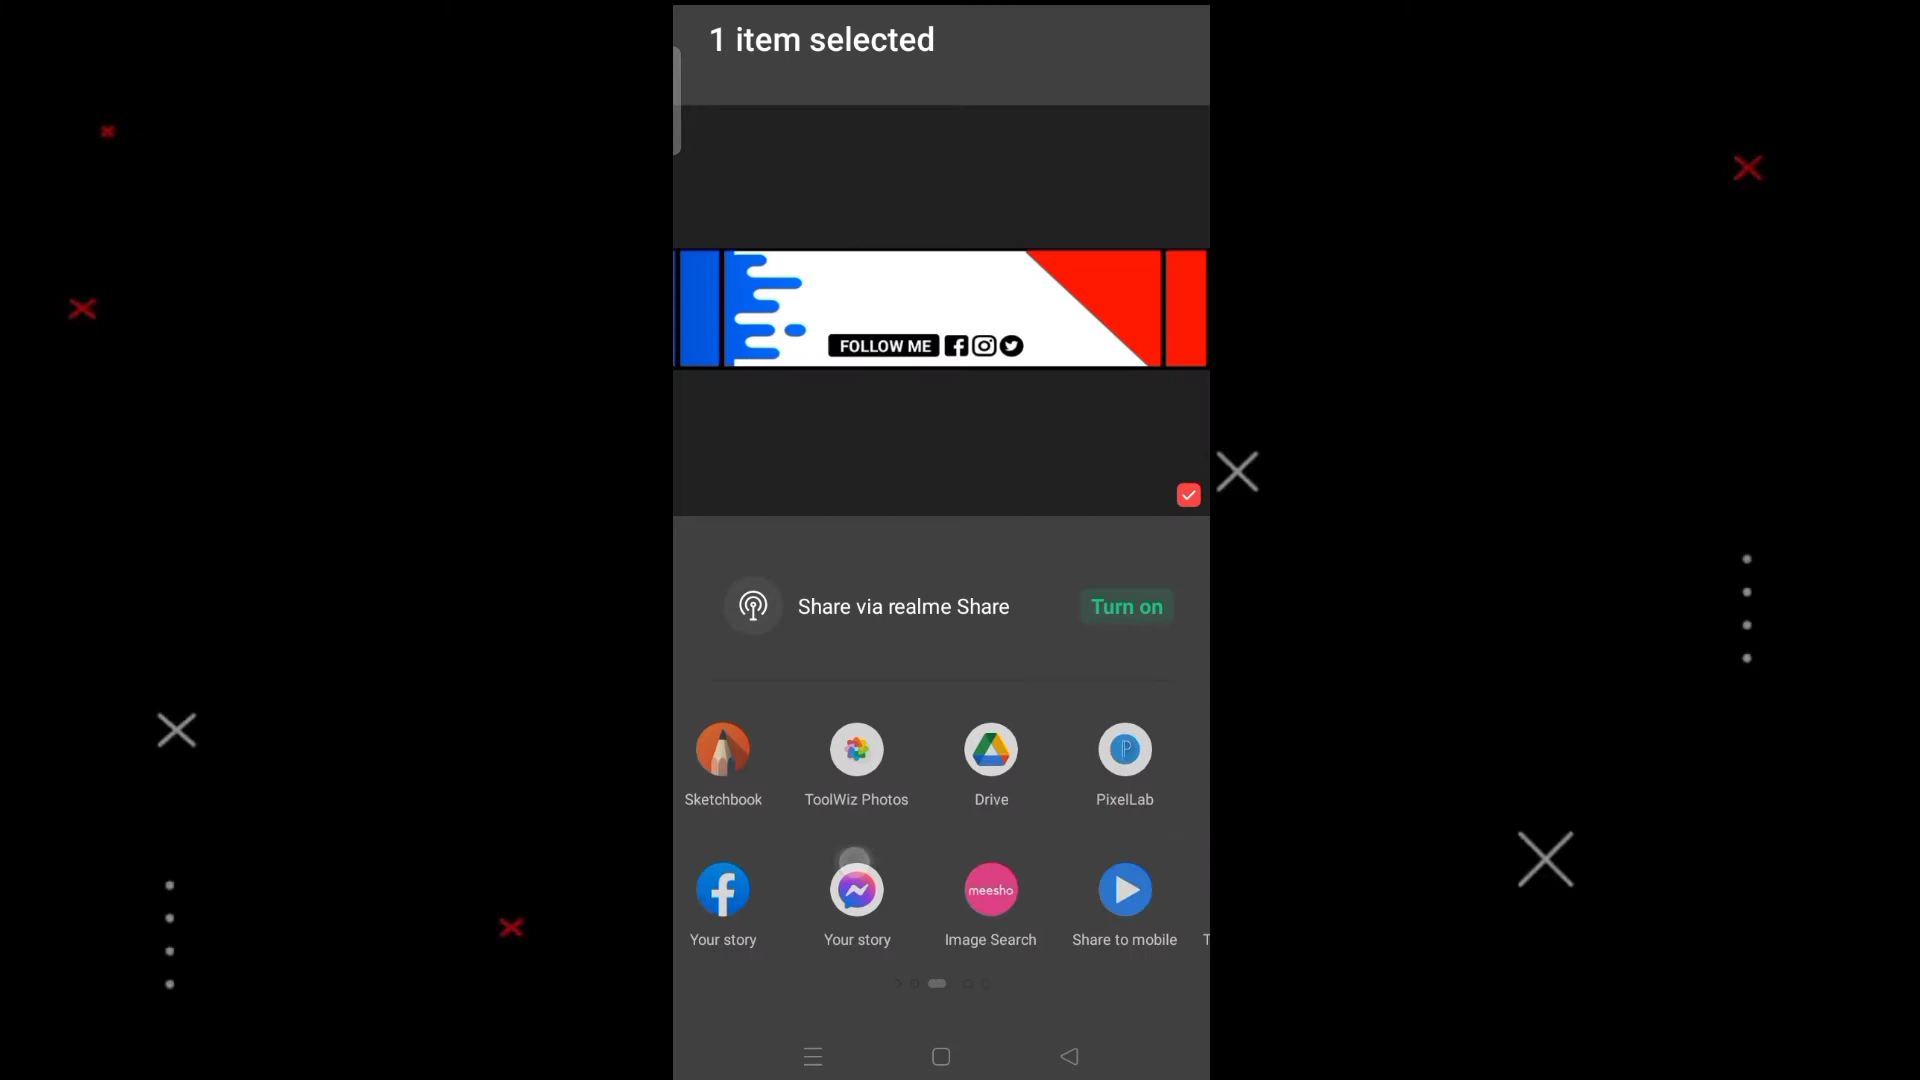 1 item selected
FOLLOW ME
Share via realme Share
Turn on
Sketchbook
ToolWiz Photos
Drive
PixelLab
meesho
Your story
Your story
Image Search
Share to mobile
T